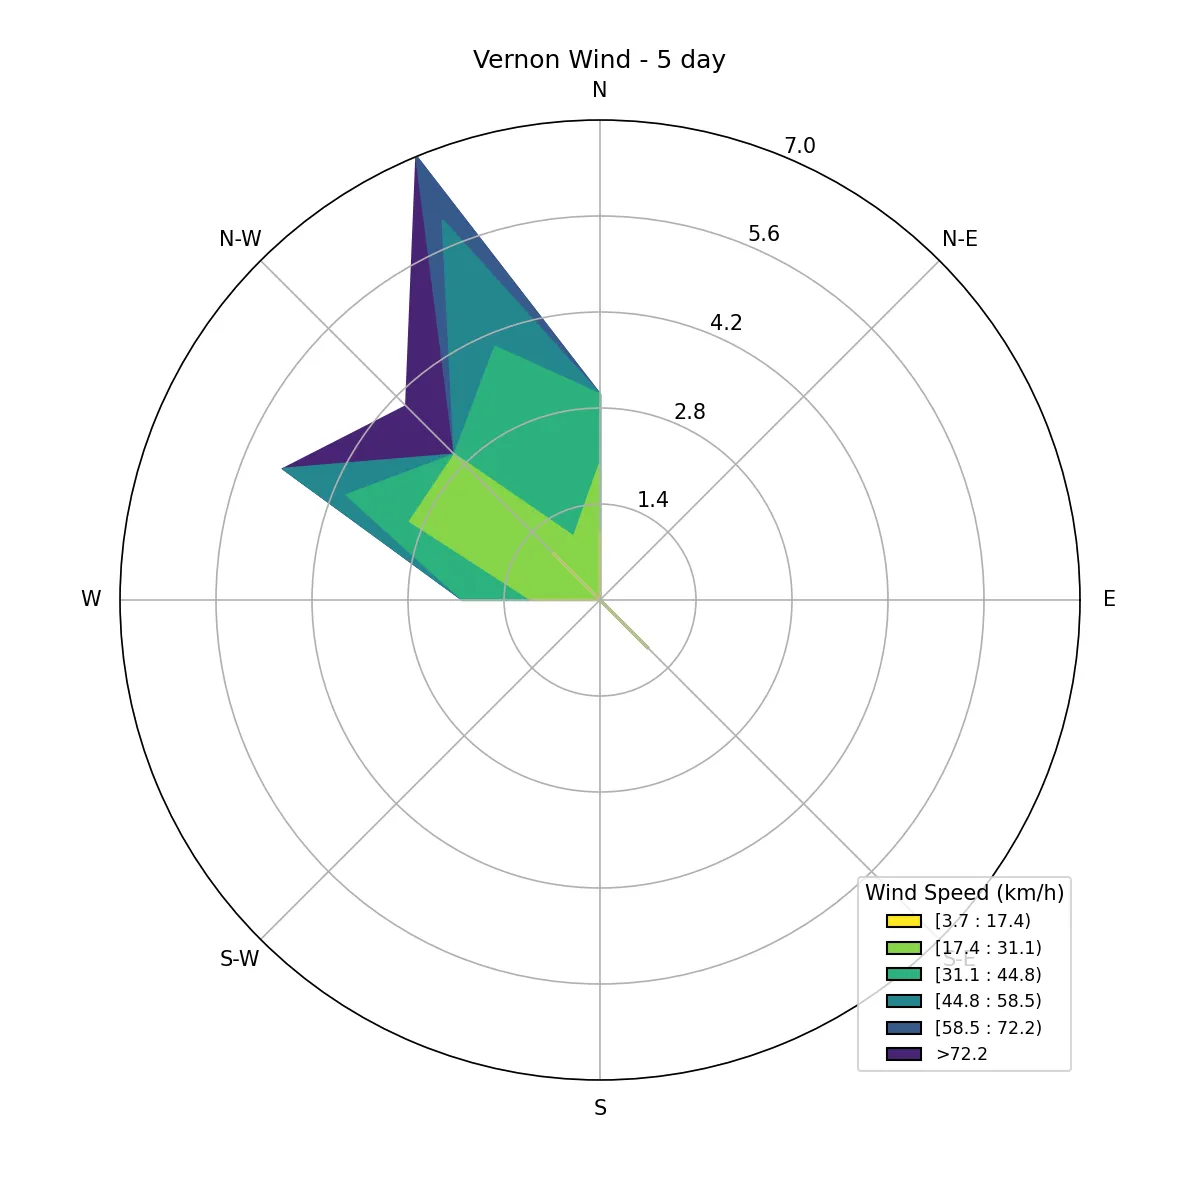 Vernon Wind - 5 day
N
7.0
N-W
5.6
N-E
4.2
2.8
1.4
W
E
S-W
S-E
S
Wind Speed (km/h)
[3.7 : 17.4)
[17.4 : 31.1)
[31.1 : 44.8)
[44.8 : 58.5)
[58.5 : 72.2)
>72.2